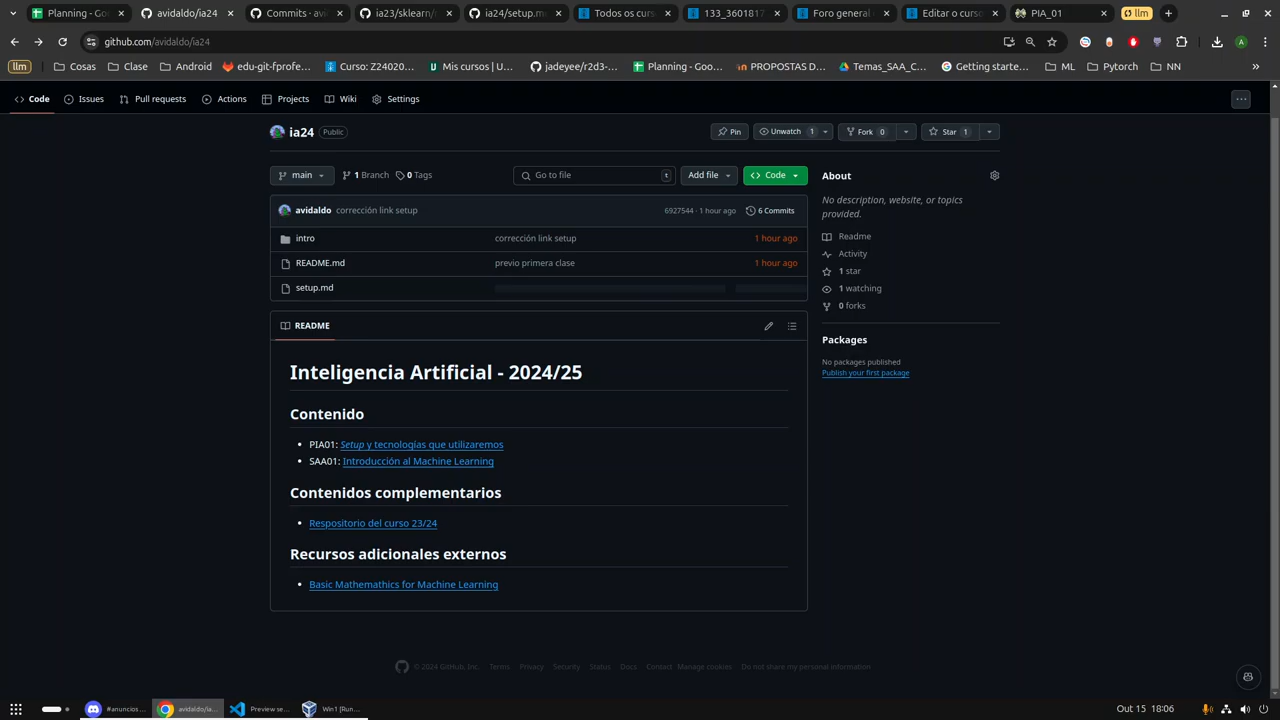 Planning - Goo
avidaldo/ia24
Commits · avi
ia23/sklearn/
ia24/setup.m
Todos os curs
133_3401817
Foro general
Editar o curso
PIA_01
llm
github.com/avidaldo/ia24
llm
Cosas
Clase
Android
edu-git-fprofe...
Curso: Z24020...
Mis cursos | U...
jadeyee/r2d3-...
Planning - Goo...
PROPOSTAS D...
Temas_SAA_C...
Getting starte...
ML
Pytorch
NN
Code
Issues
Pull requests
Actions
Projects
Wiki
Settings
ia24 Public
Pin
Unwatch 1
Fork 0
Star 1
main
1 Branch
0 Tags
Go to file
t
Add file
Code
avidaldo corrección link setup
6927544 · 1 hour ago
6 Commits
intro
corrección link setup
1 hour ago
README.md
previo primera clase
1 hour ago
setup.md
README
Inteligencia Artificial - 2024/25
Contenido
• PIA01: Setup y tecnologías que utilizaremos
• SAA01: Introducción al Machine Learning
Contenidos complementarios
• Respositorio del curso 23/24
Recursos adicionales externos
• Basic Mathemathics for Machine Learning
About
No description, website, or topics
provided.
Readme
Activity
1 star
1 watching
0 forks
Packages
No packages published
Publish your first package
© 2024 GitHub, Inc.
Terms
Privacy
Security
Status
Docs
Contact
Manage cookies
Do not share my personal information
#anuncios ...
avidaldo/ia...
Preview se...
Win1 [Run...
Out 15 18:06